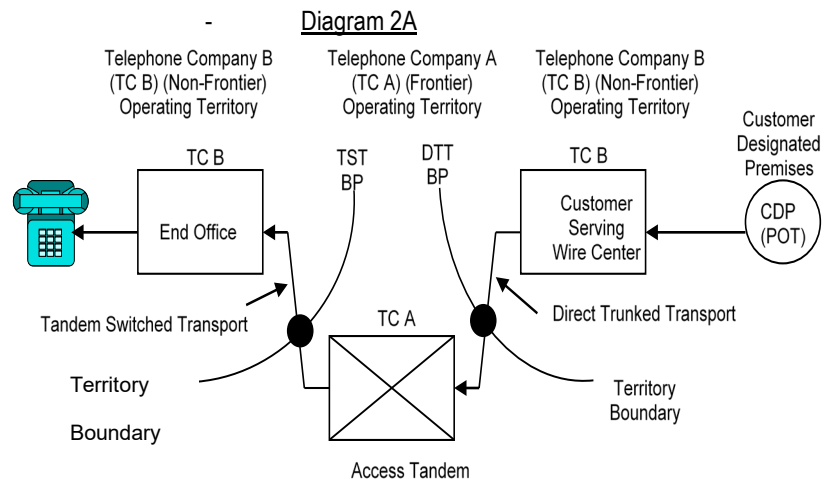 - Diagram 2A
Telephone Company B
(TC B) (Non-Frontier)
Operating Territory
Telephone Company A
(TC A) (Frontier)
Operating Territory
Telephone Company B
(TC B) (Non-Frontier)
Operating Territory
Customer
Designated
Premises
TC B
TST
BP
DTT
BP
TC B
End Office
Customer
Serving
Wire Center
CDP
(POT)
Tandem Switched Transport
TC A
Direct Trunked Transport
Territory
Boundary
Territory
Boundary
Access Tandem